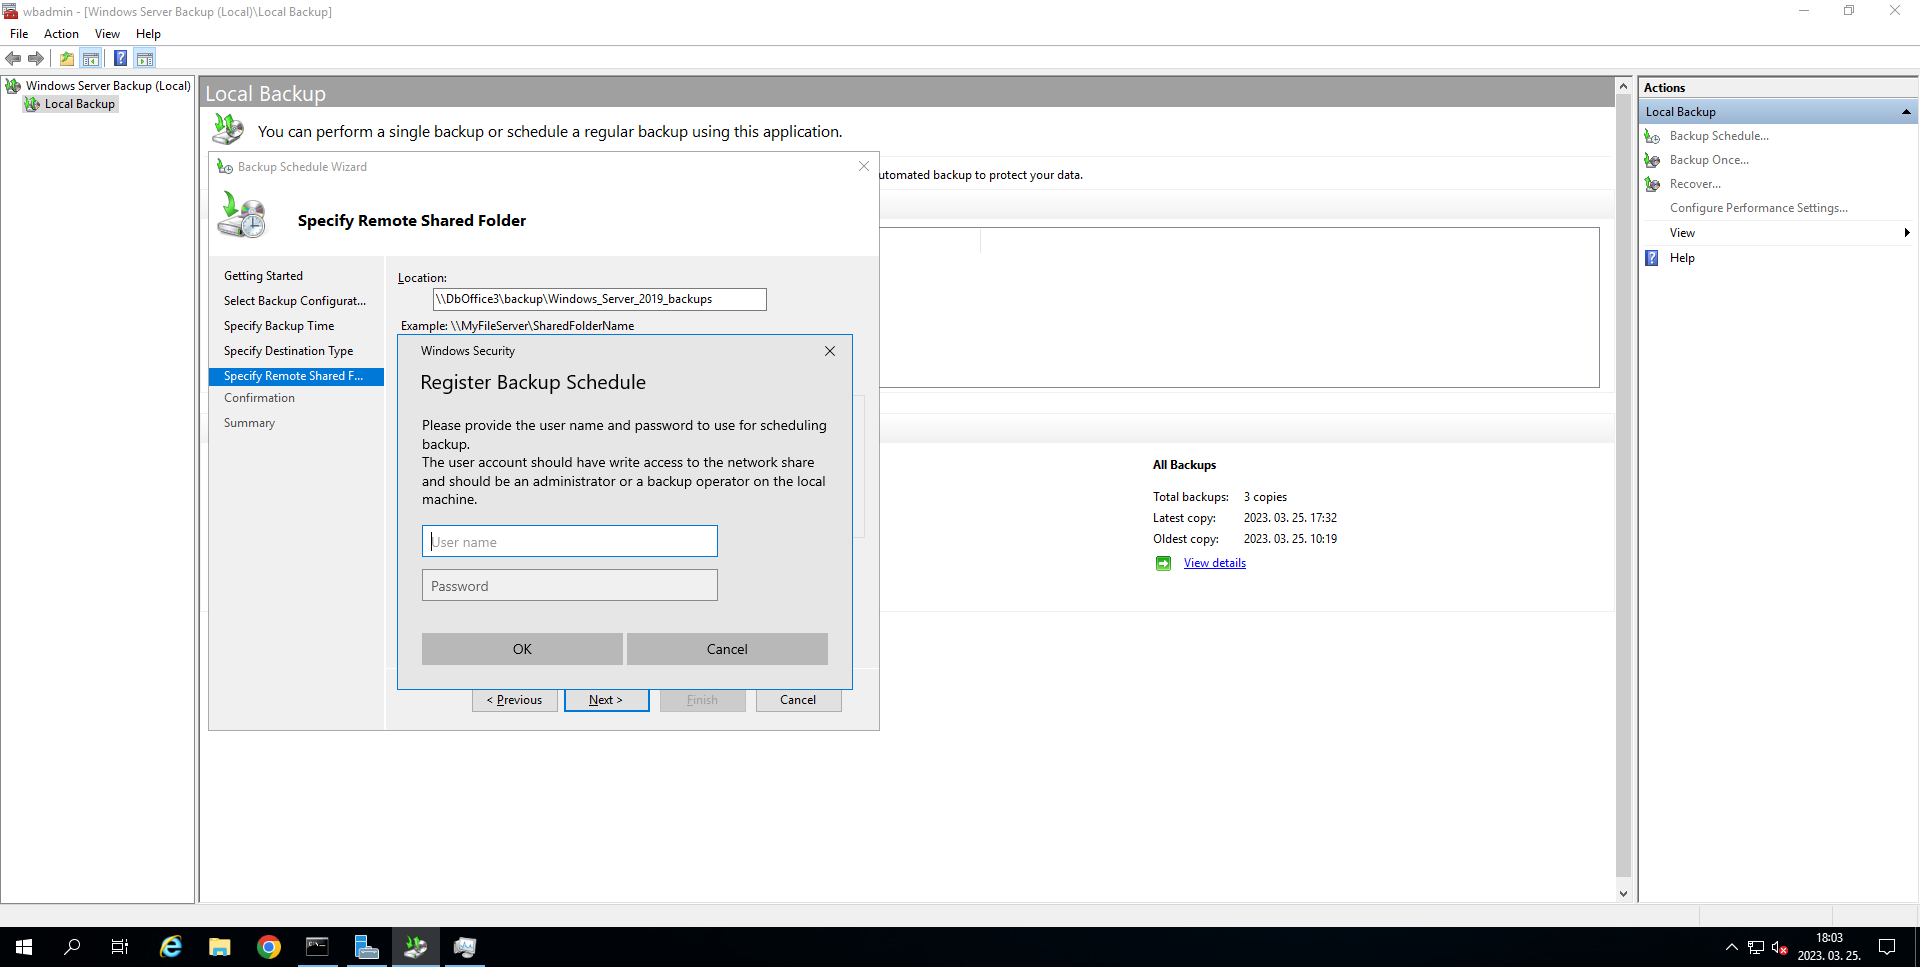 wbadmin - [Windows Server Backup (Local)\Local Backup]
File Action View Help
Windows Server Backup (Local)
Local Backup
Local Backup
You can perform a single backup or schedule a regular backup using this application.
utomated backup to protect your data.
Backup Schedule Wizard
Specify Remote Shared Folder
Getting Started
Select Backup Configurat...
Specify Backup Time
Specify Destination Type
Specify Remote Shared F...
Confirmation
Summary
Location:
\\DbOffice3\backup\Windows_Server_2019_backups
Example: \\MyFileServer\SharedFolderName
Windows Security
Register Backup Schedule
Please provide the user name and password to use for scheduling
backup.
The user account should have write access to the network share
and should be an administrator or a backup operator on the local
machine.
User name
Password
OK Cancel
< Previous Next > Finish Cancel
All Backups
Total backups: 3 copies
Latest copy: 2023. 03. 25. 17:32
Oldest copy: 2023. 03. 25. 10:19
View details
Actions
Local Backup
Backup Schedule...
Backup Once...
Recover...
Configure Performance Settings...
View
Help
18:03
2023. 03. 25.